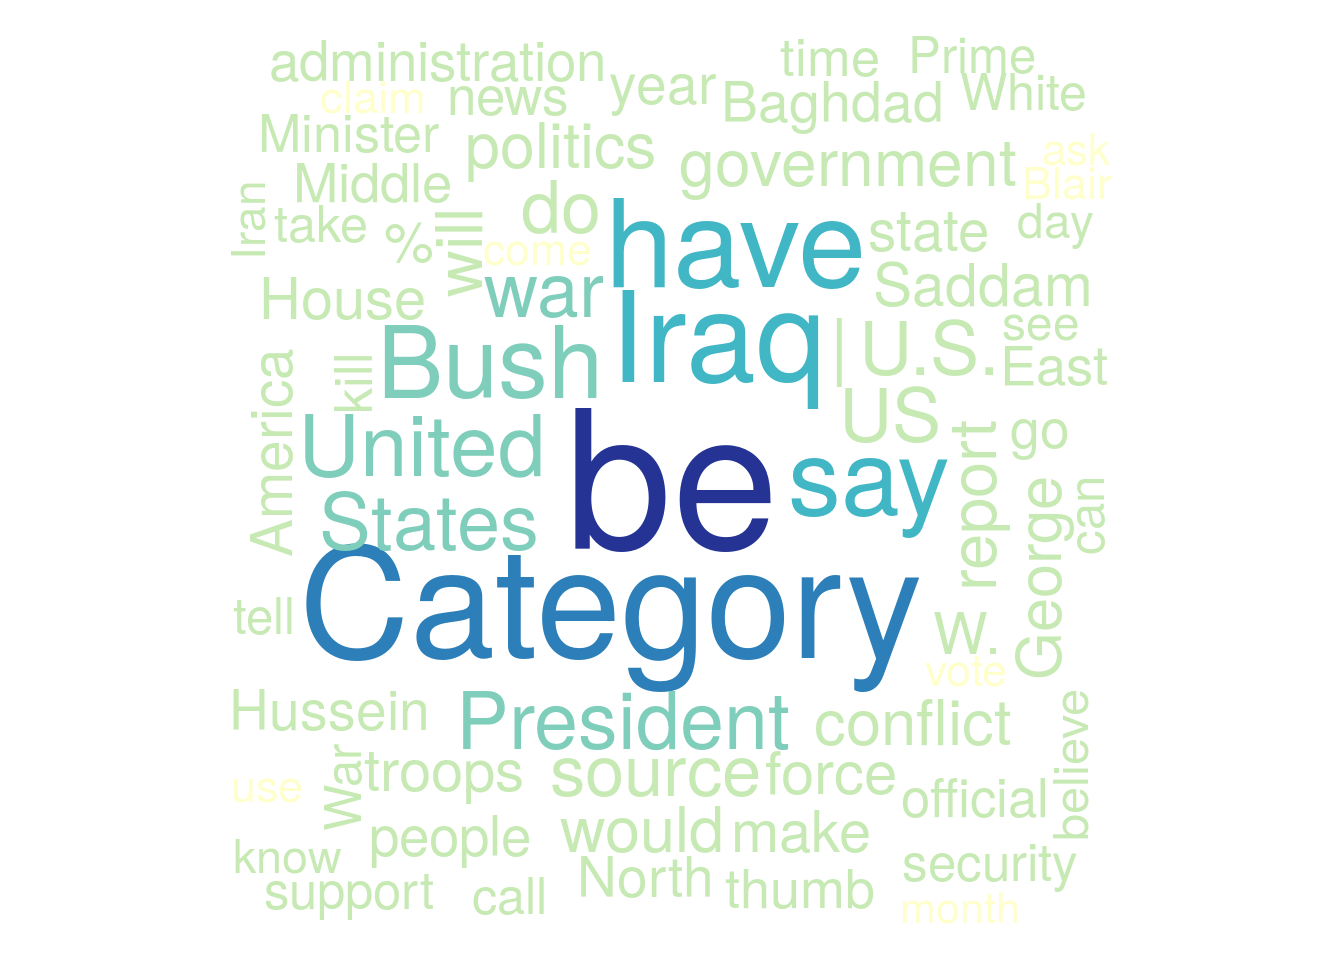 administration
time
Prime
claim
news
year
Baghdad
White
Minister
politics
government
ask
Middle
do
have
Blair
Iran
take
%
will
come
state
day
House
war
Iraq
Saddam
see
Bush
|
U.S.
East
America
kill
United
be
US
say
report
go
States
George
can
tell
Category
W.
vote
Hussein
President
conflict
believe
use
War
troops
source
force
official
know
people
would
make
security
support
call
North
thumb
month